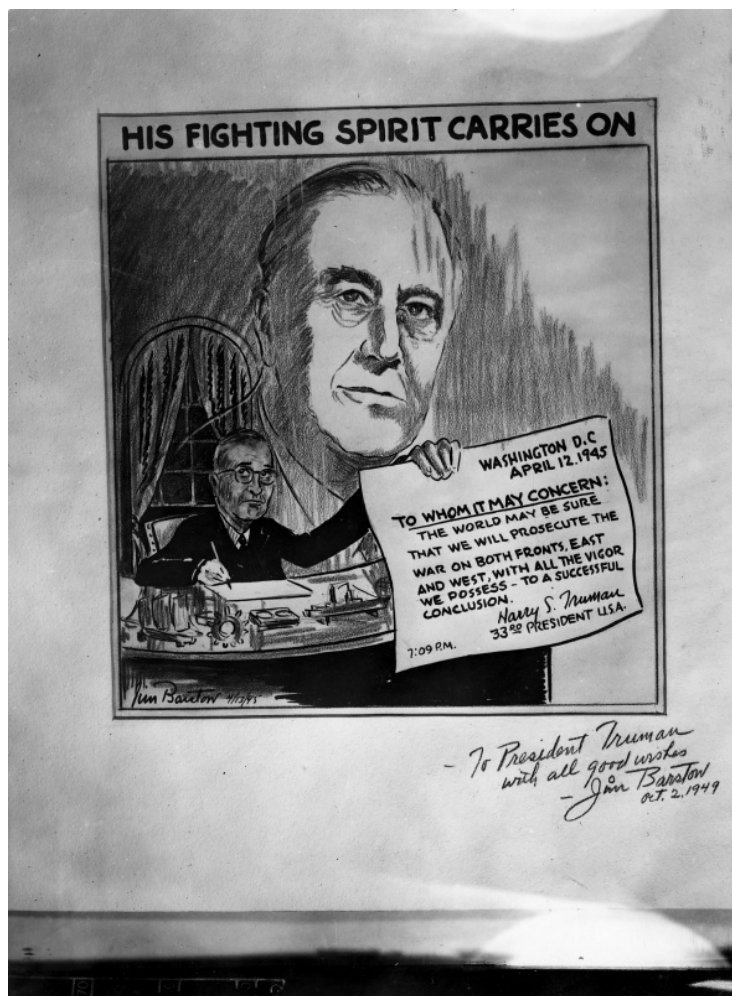 HIS FIGHTING SPIRIT CARRIES ON
WASHINGTON D.C
APRIL 12.1945
TO WHOM IT MAY CONCERN:
THE WORLD MAY BE SURE
THAT WE WILL PROSECUTE THE
WAR ON BOTH FRONTS, EAST
AND WEST, WITH ALL THE VIGOR
WE POSSESS - TO A SUCCESSFUL
CONCLUSION.
Harry S. Truman
33RD PRESIDENT U.S.A.
7:09 P.M.
Jim Barstow
- To President Truman
with all good wishes
- Jim Barstow
Oct. 2, 1949